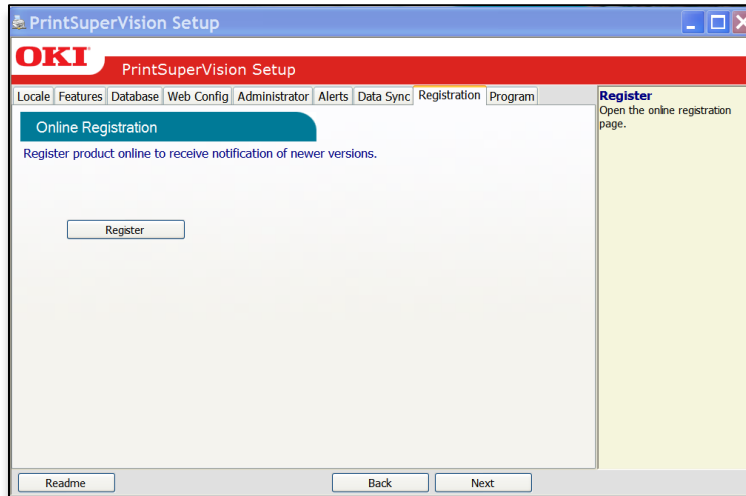 PrintSuperVision Setup
OKI
PrintSuperVision Setup
Locale Features Database Web Config Administrator Alerts Data Sync Registration Program
Online Registration
Register product online to receive notification of newer versions.
Register
Register
Open the online registration
page.
Readme Back Next